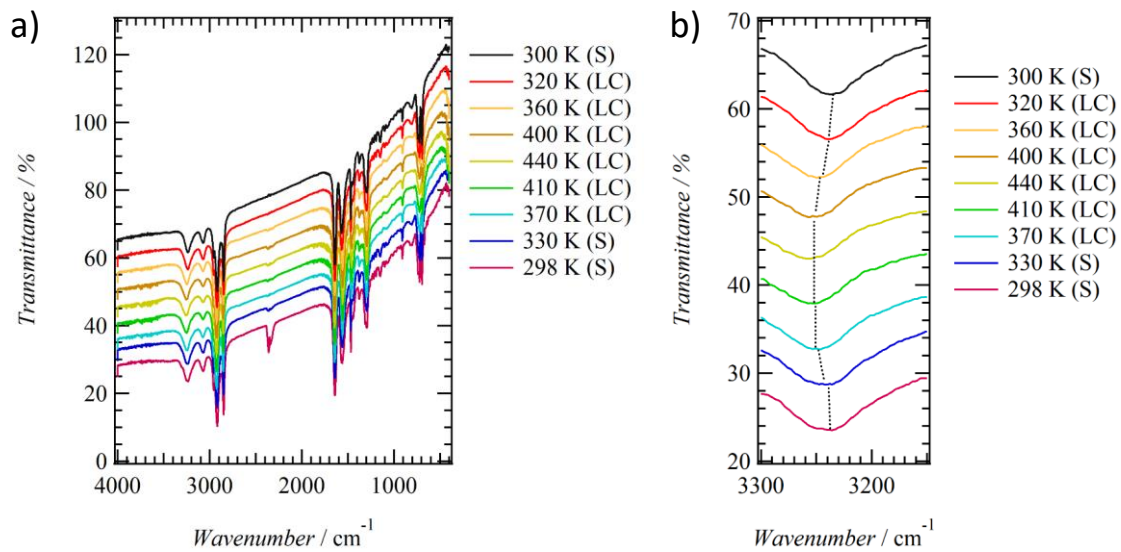 a)
Transmittance / %
120
100
80
60
40
20
0
4000 3000 2000 1000
Wavenumber / cm⁻¹
300 K (S)
320 K (LC)
360 K (LC)
400 K (LC)
440 K (LC)
410 K (LC)
370 K (LC)
330 K (S)
298 K (S)
b)
Transmittance / %
70
60
50
40
30
20
3300 3200
Wavenumber / cm⁻¹
300 K (S)
320 K (LC)
360 K (LC)
400 K (LC)
440 K (LC)
410 K (LC)
370 K (LC)
330 K (S)
298 K (S)